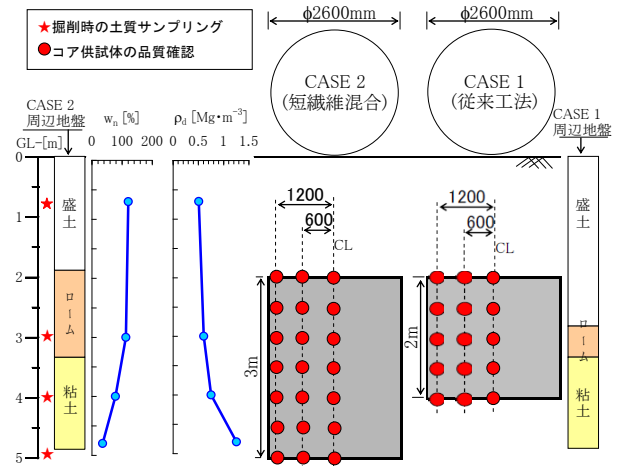 ★掘削時の土質サンプリング
●コア供試体の品質確認
ϕ2600mm
ϕ2600mm
CASE 2
(短繊維混合)
CASE 1
(従来工法)
CASE 2
周辺地盤
GL-[m]
wn [%]
0 100 200
ρd [Mg・m⁻³]
0 0.5 1.0 1.5
CASE 1
周辺地盤
0
1
2
3
4
5
盛土
ローム
粘土
1200
600
CL
3m
1200
600
CL
2m
盛土
ローム
粘土